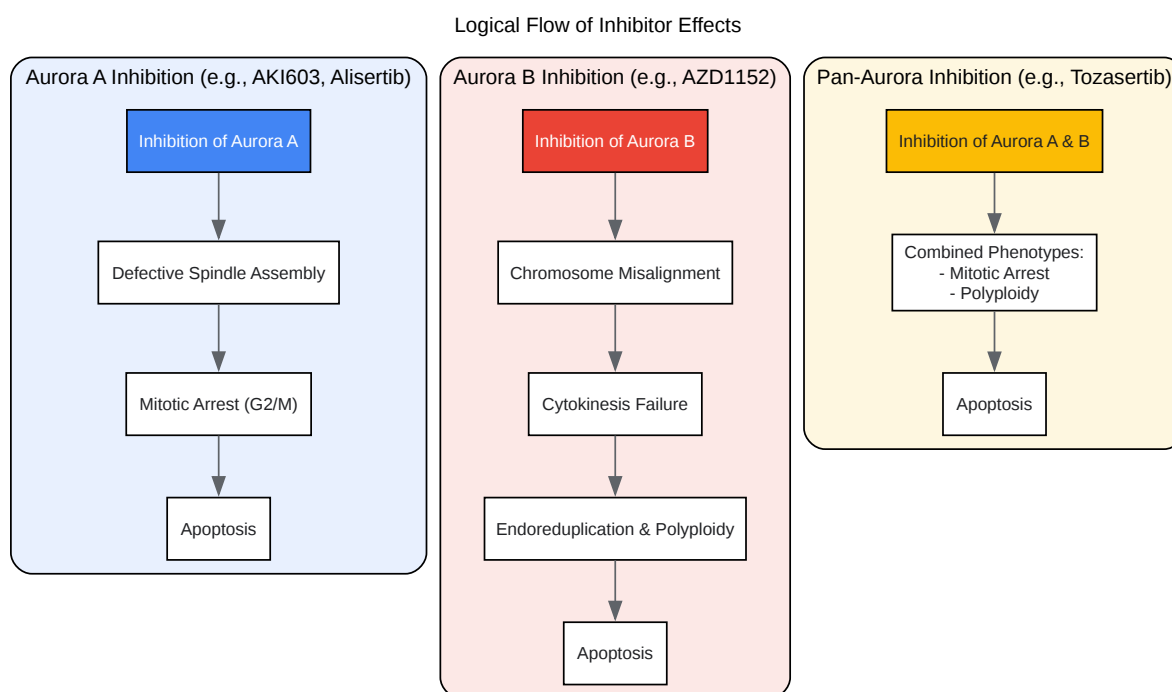 Logical Flow of Inhibitor Effects
Aurora A Inhibition (e.g., AKI603, Alisertib)
Inhibition of Aurora A
Defective Spindle Assembly
Mitotic Arrest (G2/M)
Apoptosis
Aurora B Inhibition (e.g., AZD1152)
Inhibition of Aurora B
Chromosome Misalignment
Cytokinesis Failure
Endoreduplication & Polyploidy
Apoptosis
Pan-Aurora Inhibition (e.g., Tozasertib)
Inhibition of Aurora A & B
Combined Phenotypes:
- Mitotic Arrest
- Polyploidy
Apoptosis